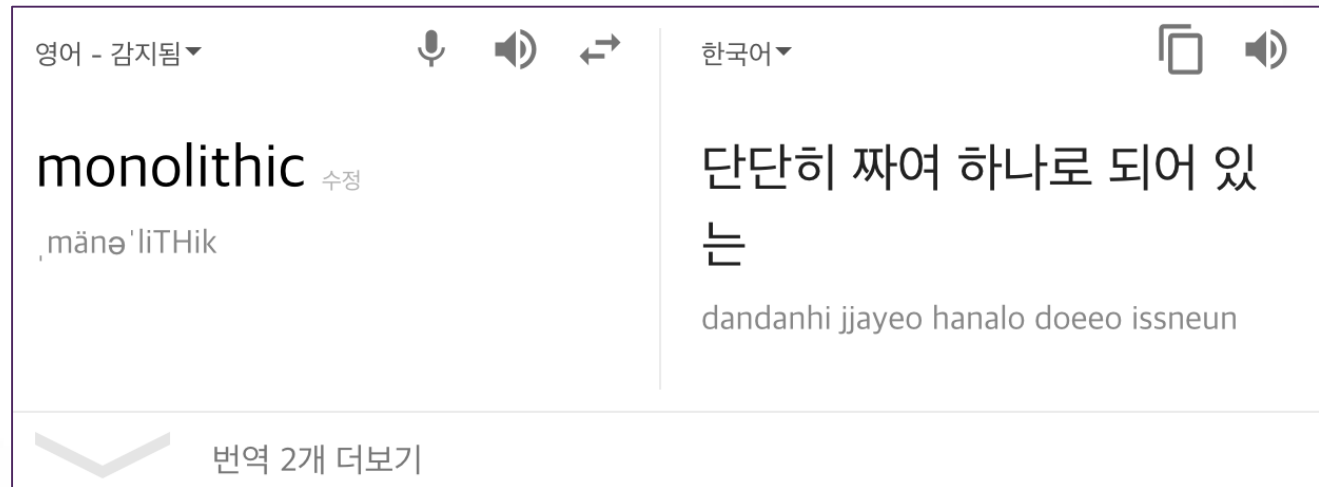 영어 - 감지됨
한국어
monolithic 수정
ˌmänəˈliTHik
단단히 짜여 하나로 되어 있
는
dandanhi jjayeo hanalo doeeo issneun
번역 2개 더보기